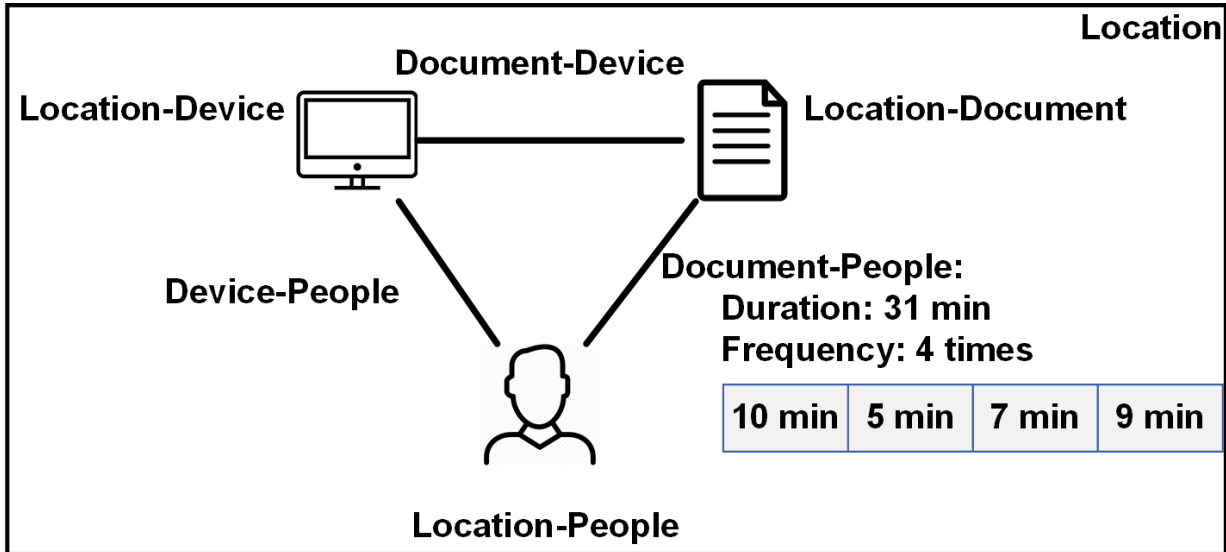 Location
Document-Device
Location-Device
Location-Document
Device-People
Document-People:
Duration: 31 min
Frequency: 4 times
10 min 5 min 7 min 9 min
Location-People